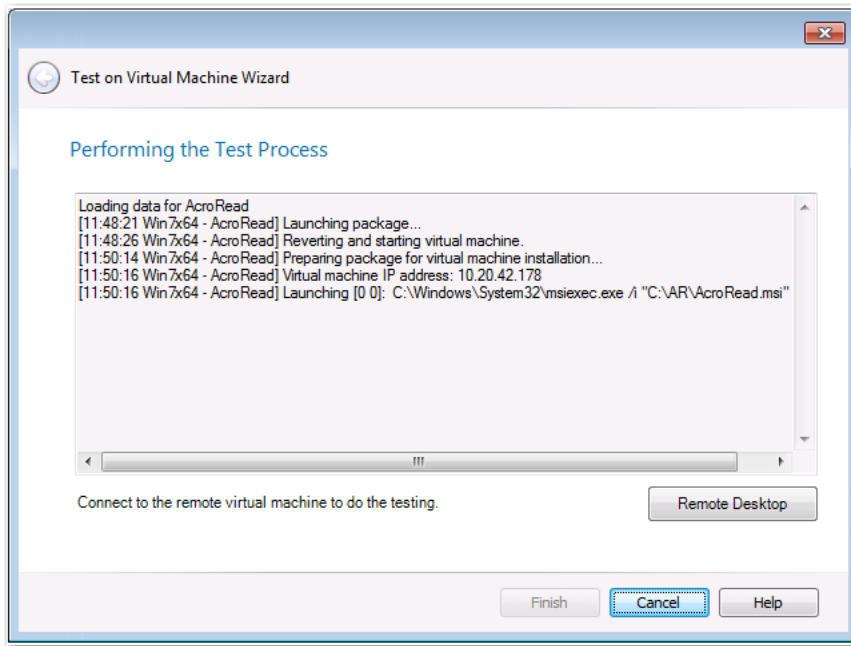 Test on Virtual Machine Wizard
Performing the Test Process
Loading data for AcroRead
[11:48:21 Win7x64 - AcroRead] Launching package...
[11:48:26 Win7x64 - AcroRead] Reverting and starting virtual machine.
[11:50:14 Win7x64 - AcroRead] Preparing package for virtual machine installation...
[11:50:16 Win7x64 - AcroRead] Virtual machine IP address: 10.20.42.178
[11:50:16 Win7x64 - AcroRead] Launching [0 0]:  C:\Windows\System32\msiexec.exe /i "C:\AR\AcroRead.msi"
Connect to the remote virtual machine to do the testing.
Remote Desktop
Finish
Cancel
Help